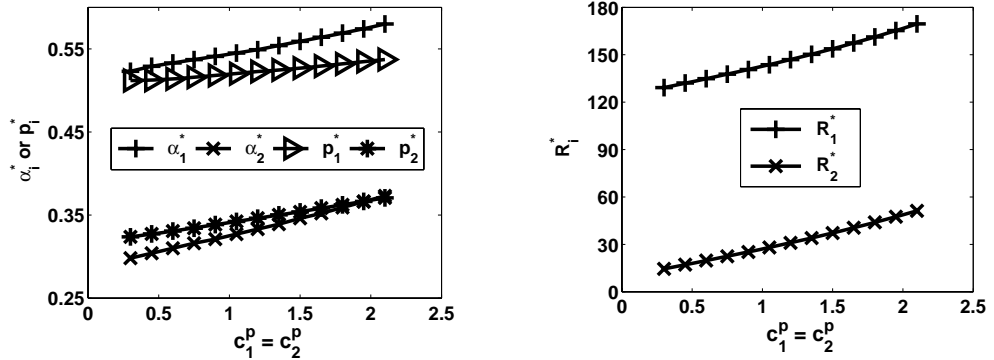 0.55
0.45
0.35
0.25
α_i^* or p_i^*
α_1^* α_2^* p_1^* p_2^*
0 0.5 1 1.5 2 2.5
c_1^p = c_2^p
180
150
120
90
60
30
0
R_i^*
R_1^*
R_2^*
0 0.5 1 1.5 2 2.5
c_1^p = c_2^p